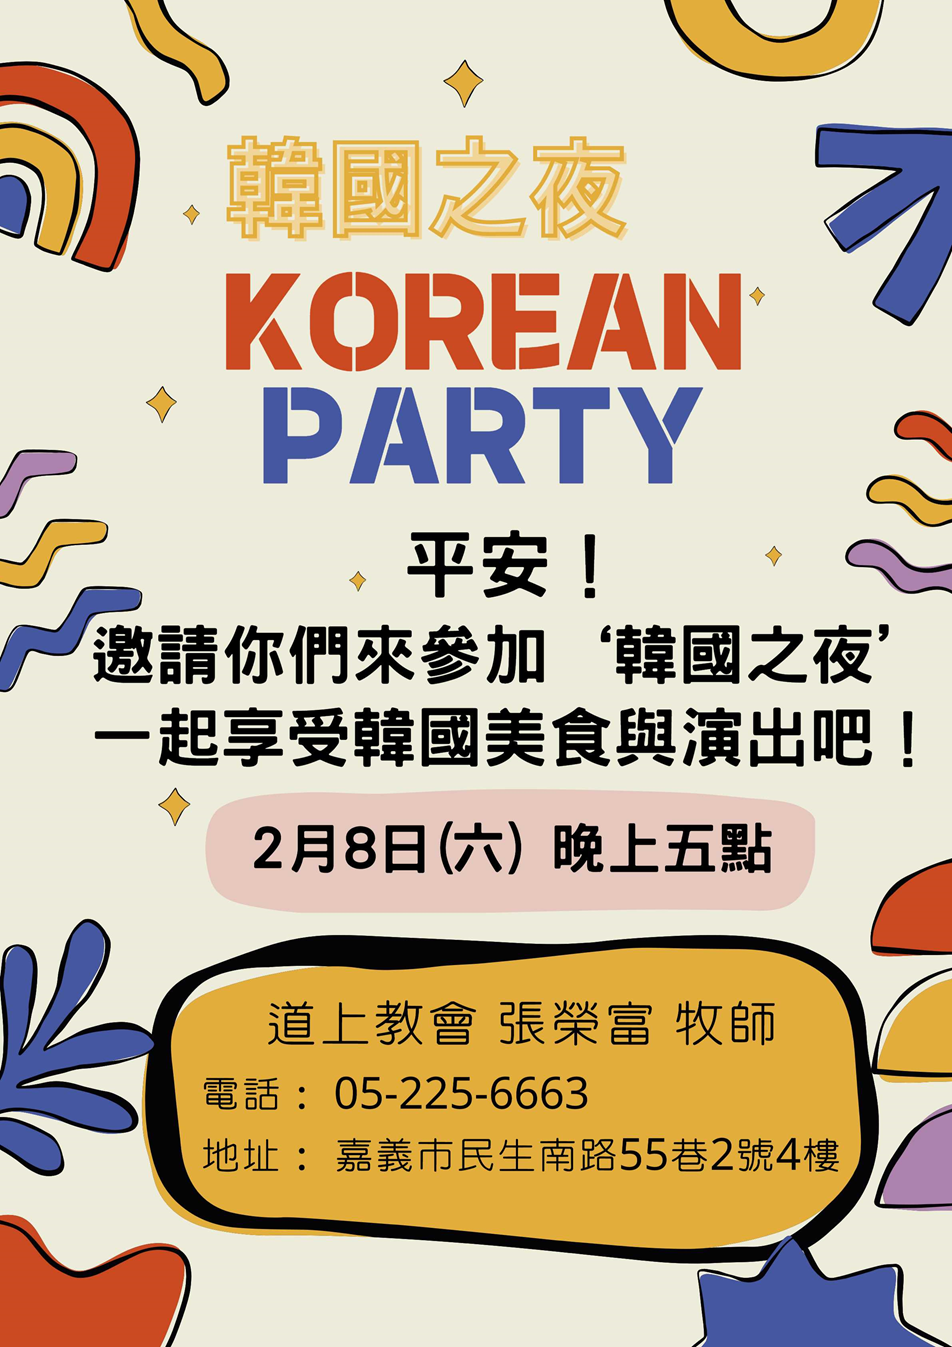 韓國之夜
KOREAN
PARTY
平安！
邀請你們來參加 ‘韓國之夜’
一起享受韓國美食與演出吧！
2月8日(六) 晚上五點
道上教會 張榮富 牧師
電話： 05-225-6663
地址： 嘉義市民生南路55巷2號4樓